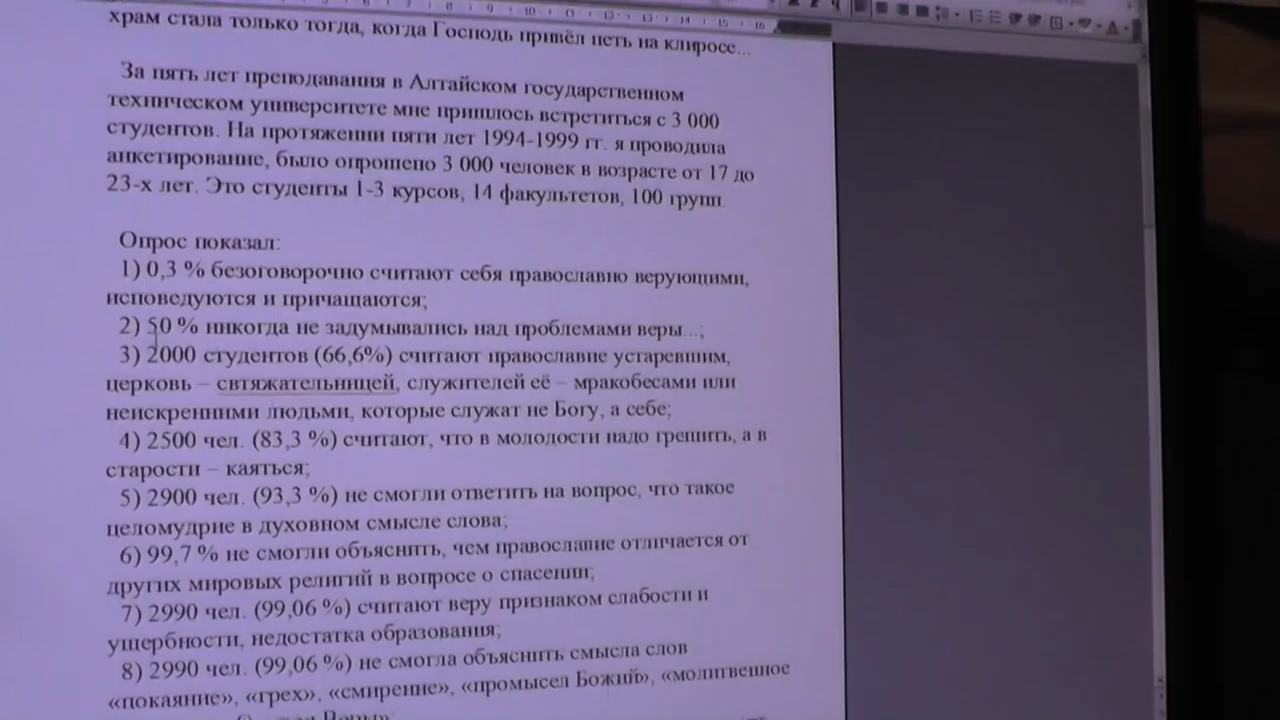 храм стала только тогда, когда Господь привёл петь на клиросе...
За пять лет преподавания в Алтайском государственном
техническом университете мне пришлось встретиться с 3 000
студентов. На протяжении пяти лет 1994-1999 гг. я проводила
анкетирование, было опрошено 3 000 человек в возрасте от 17 до
23-х лет. Это студенты 1-3 курсов, 14 факультетов, 100 групп.
Опрос показал:
1) 0,3 % безоговорочно считают себя православно верующими,
исповедуются и причащаются;
2) 50 % никогда не задумывались над проблемами веры...;
3) 2000 студентов (66,6%) считают православие устаревшим,
церковь – свтяжательницей, служителей её – мракобесами или
неискренними людьми, которые служат не Богу, а себе;
4) 2500 чел. (83,3 %) считают, что в молодости надо грешить, а в
старости – каяться;
5) 2900 чел. (93,3 %) не смогли ответить на вопрос, что такое
целомудрие в духовном смысле слова;
6) 99,7 % не смогли объяснить, чем православие отличается от
других мировых религий в вопросе о спасении;
7) 2990 чел. (99,06 %) считают веру признаком слабости и
ущербности, недостатка образования;
8) 2990 чел. (99,06 %) не смогла объяснить смысла слов
«покаяние», «грех», «смирение», «промысел Божий», «молитвенное